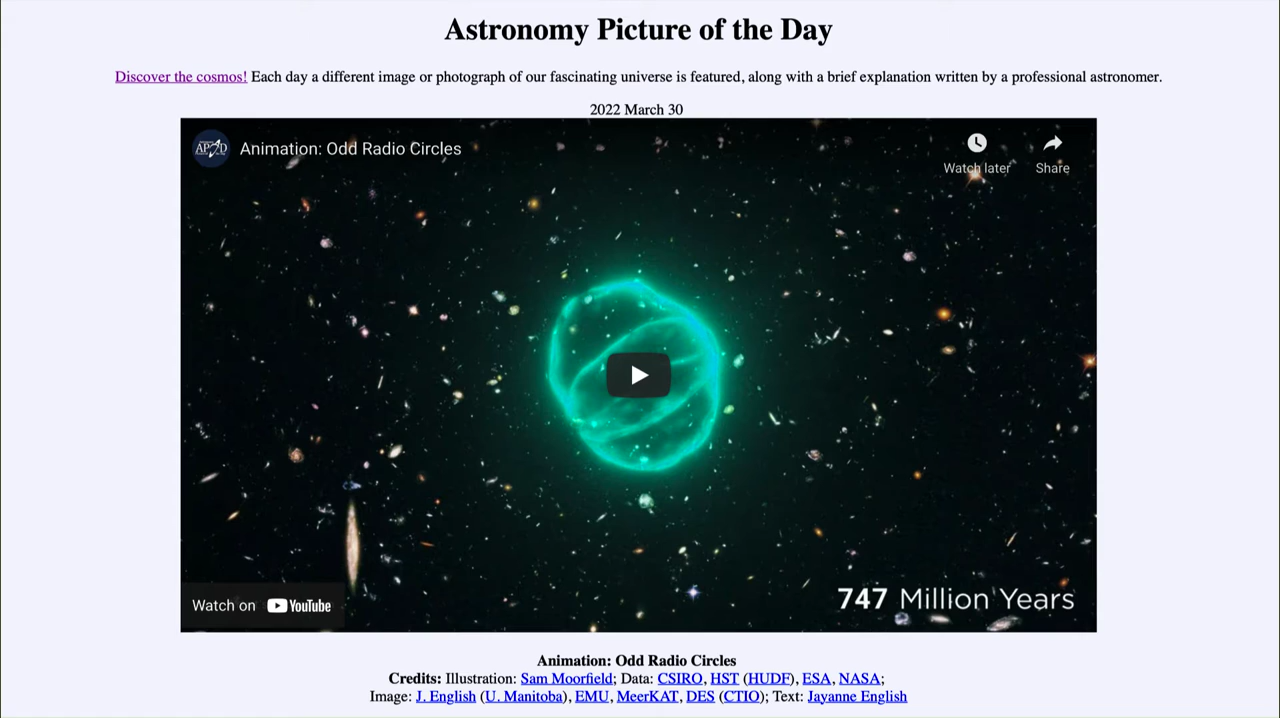 Astronomy Picture of the Day
Discover the cosmos! Each day a different image or photograph of our fascinating universe is featured, along with a brief explanation written by a professional astronomer.
2022 March 30
APOD Animation: Odd Radio Circles
Watch later Share
Watch on YouTube
747 Million Years
Animation: Odd Radio Circles
Credits: Illustration: Sam Moorfield; Data: CSIRO, HST (HUDF), ESA, NASA;
Image: J. English (U. Manitoba), EMU, MeerKAT, DES (CTIO); Text: Jayanne English